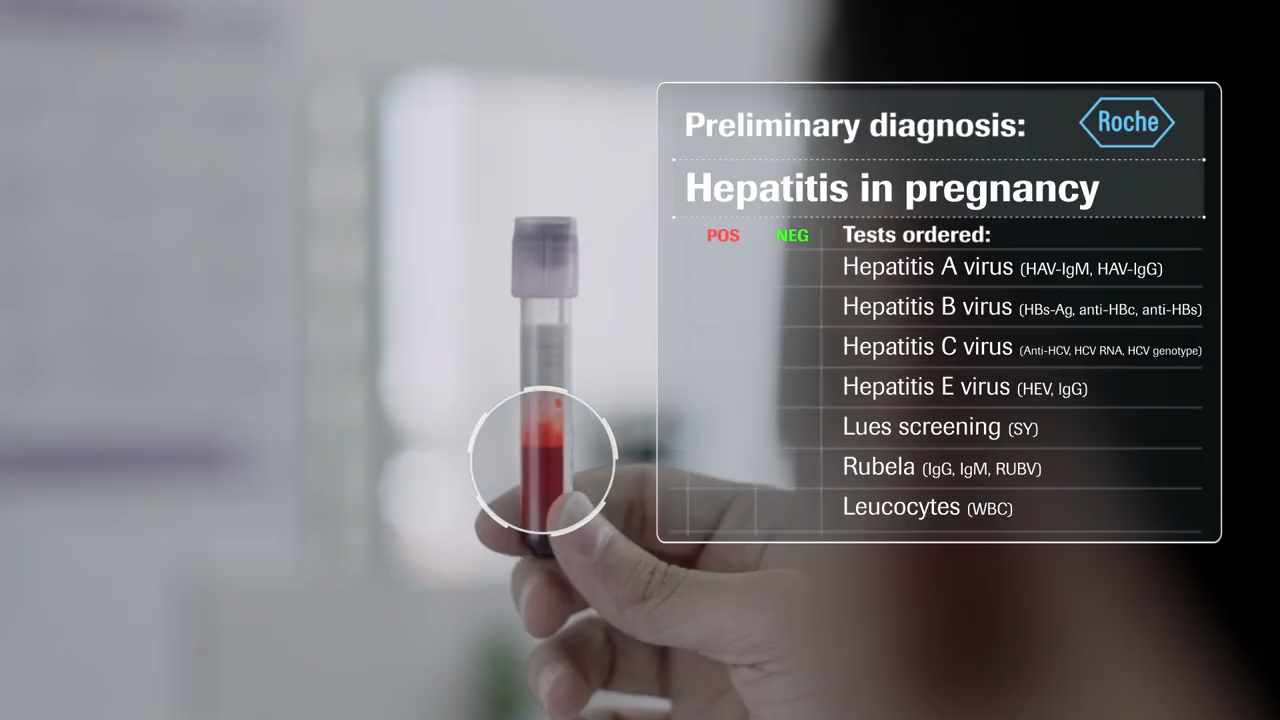 Preliminary diagnosis:
Roche
Hepatitis in pregnancy
POS NEG Tests ordered:
Hepatitis A virus (HAV-IgM, HAV-IgG)
Hepatitis B virus (HBs-Ag, anti-HBc, anti-HBs)
Hepatitis C virus (Anti-HCV, HCV RNA, HCV genotype)
Hepatitis E virus (HEV, IgG)
Lues screening (SY)
Rubela (IgG, IgM, RUBV)
Leucocytes (WBC)